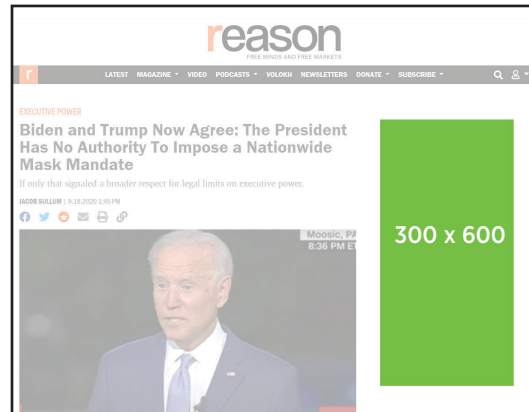 reason
FREE MINDS AND FREE MARKETS
r
LATEST MAGAZINE VIDEO PODCASTS VOLOKH NEWSLETTERS DONATE SUBSCRIBE
EXECUTIVE POWER
Biden and Trump Now Agree: The President
Has No Authority To Impose a Nationwide
Mask Mandate
If only that signaled a broader respect for legal limits on executive power.
JACOB SULLUM | 9.18.2020 1:45 PM
Moosic, PA
8:36 PM ET
300 x 600